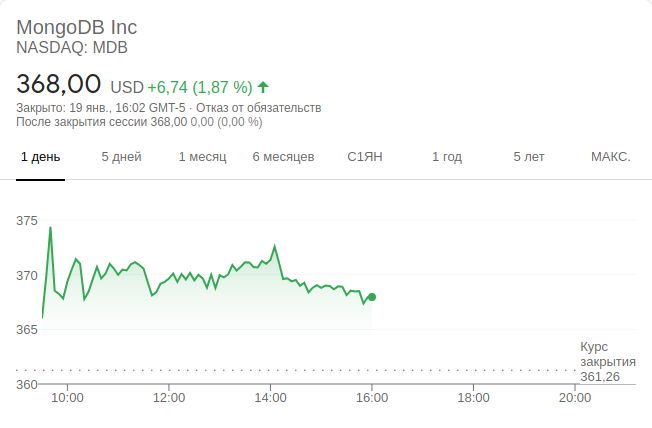 MongoDB Inc
NASDAQ: MDB
368,00 USD +6,74 (1,87 %)
Закрыто: 19 янв., 16:02 GMT-5 · Отказ от обязательств
После закрытия сессии 368,00 0,00 (0,00 %)
1 день 5 дней 1 месяц 6 месяцев С1ЯН 1 год 5 лет МАКС.
375
370
365
Курс
закрытия
361,26
360
10:00 12:00 14:00 16:00 18:00 20:00